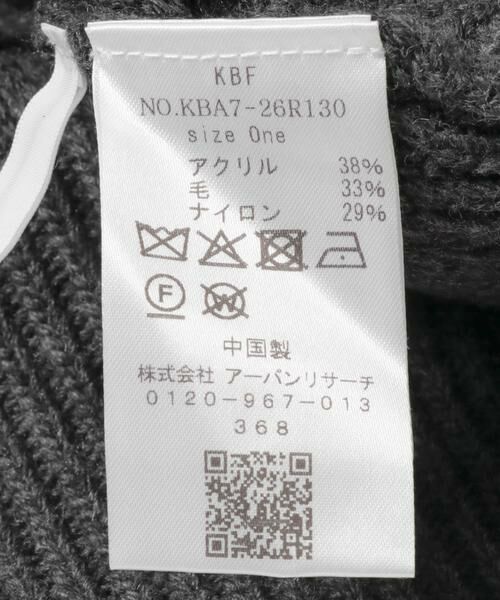 KBF
NO.KBA7-26R130
size One
アクリル 38%
毛 33%
ナイロン 29%
F W
中国製
株式会社 アーバンリサーチ
0120-967-013
368